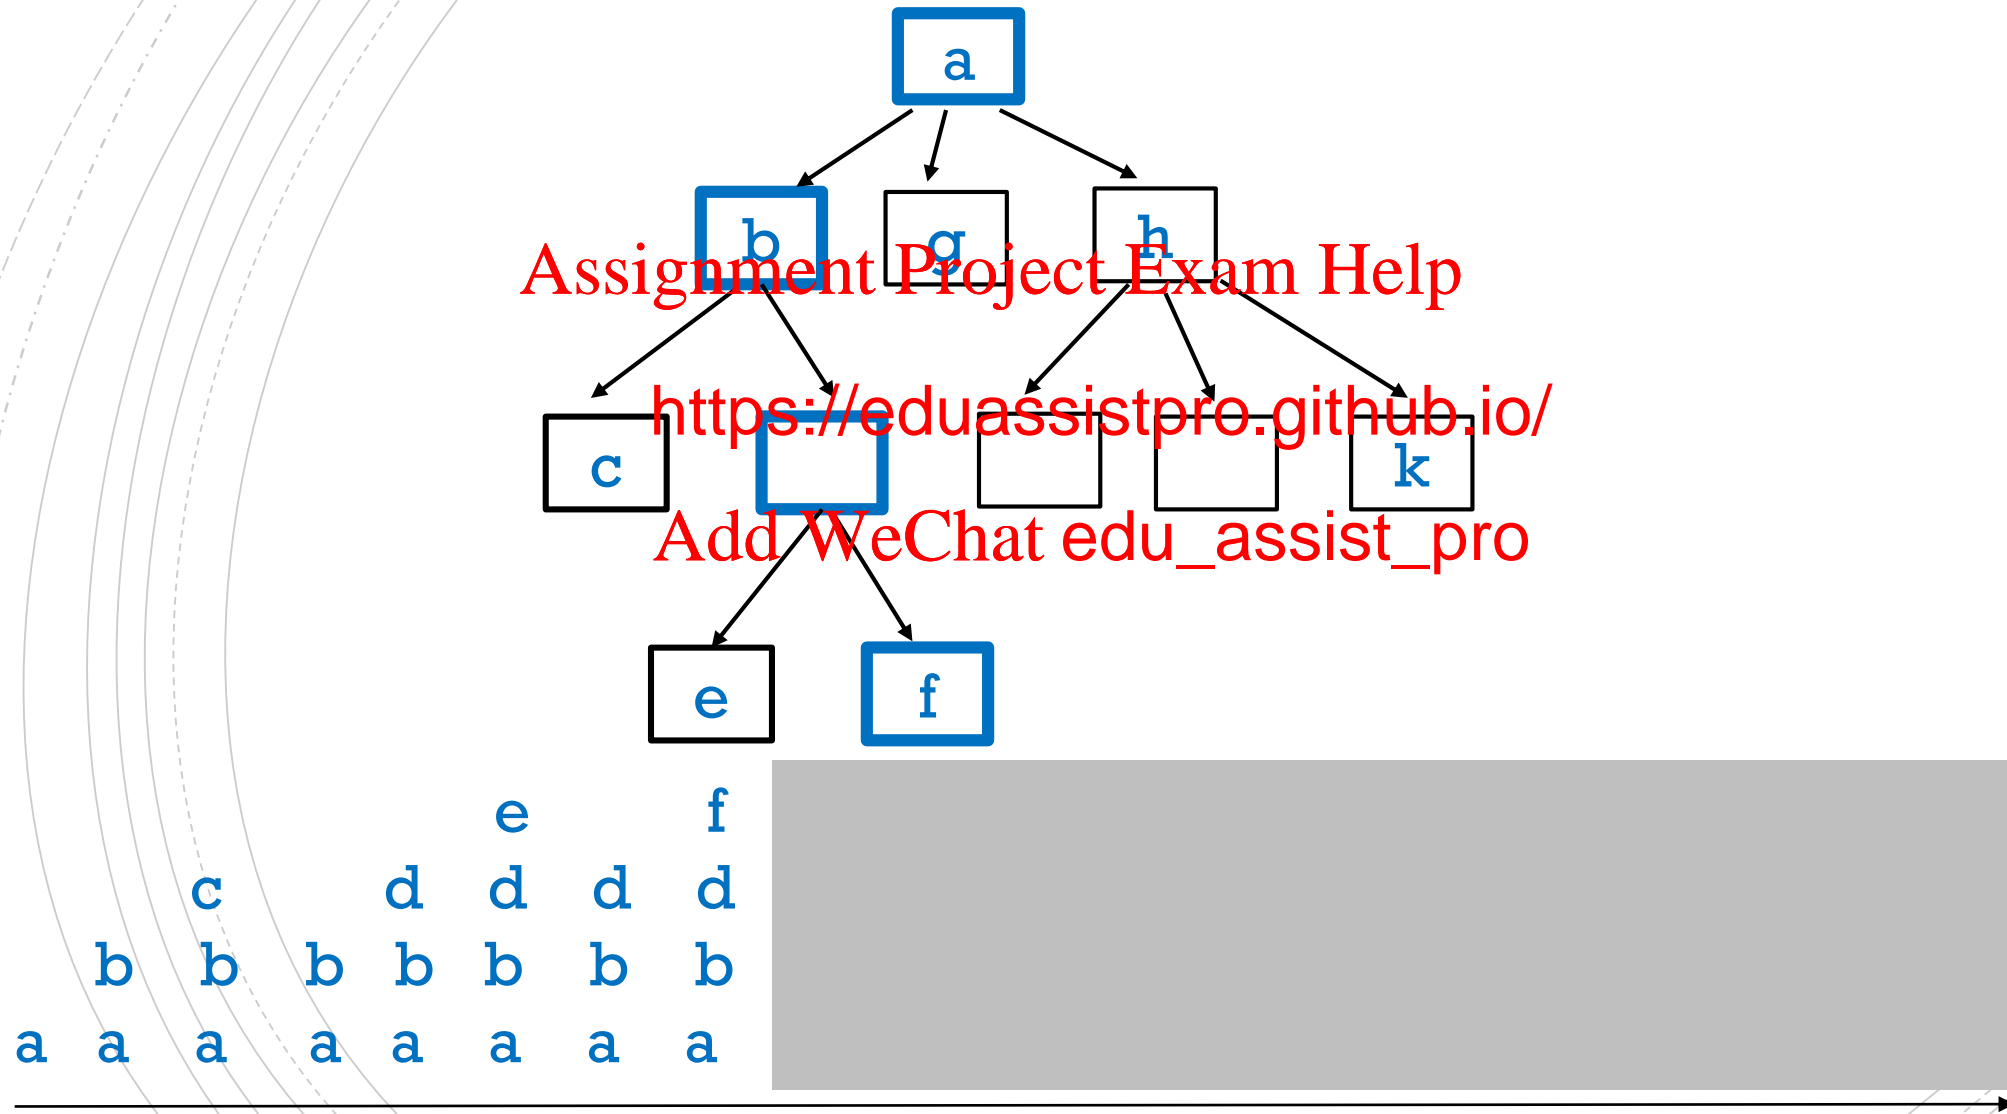 a
b g h
Assignment Project Exam Help
https://eduassistpro.github.io/
c k
Add WeChat edu_assist_pro
e f
e f
c d d d d
b b b b b b b
a a a a a a a a